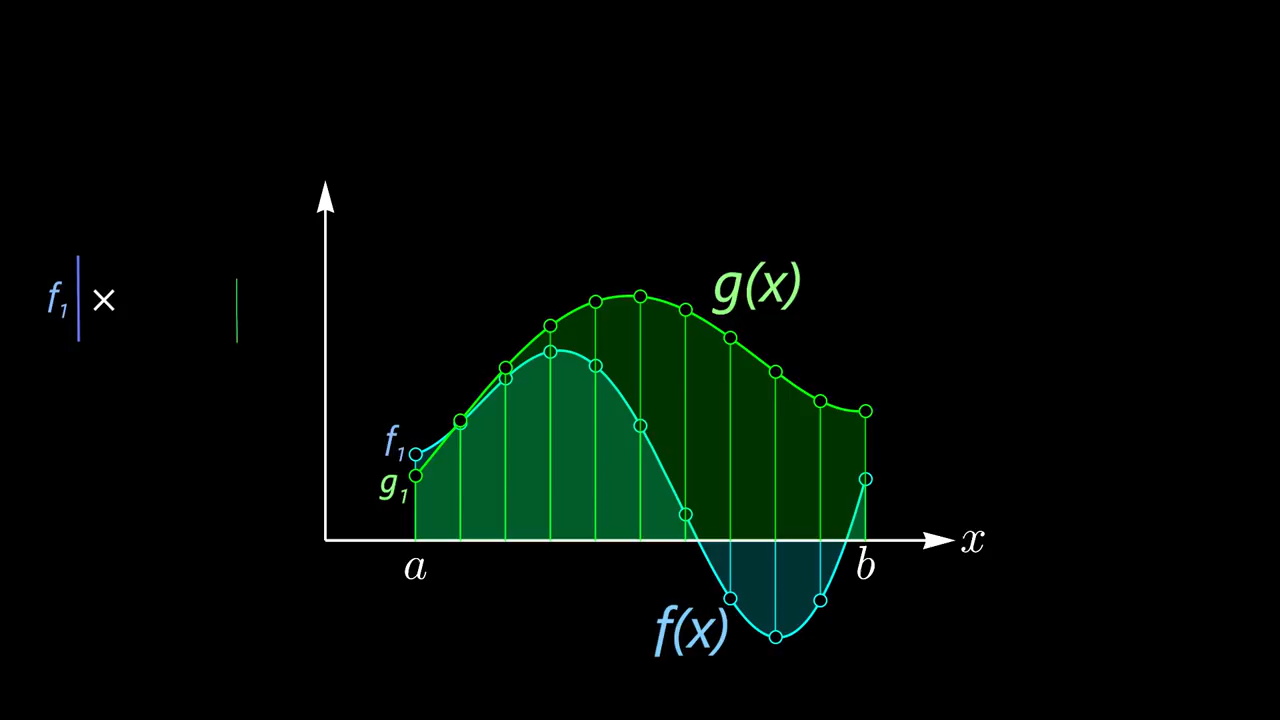 g(x)
f₁ ×
f₁
g₁
x
a
b
f(x)